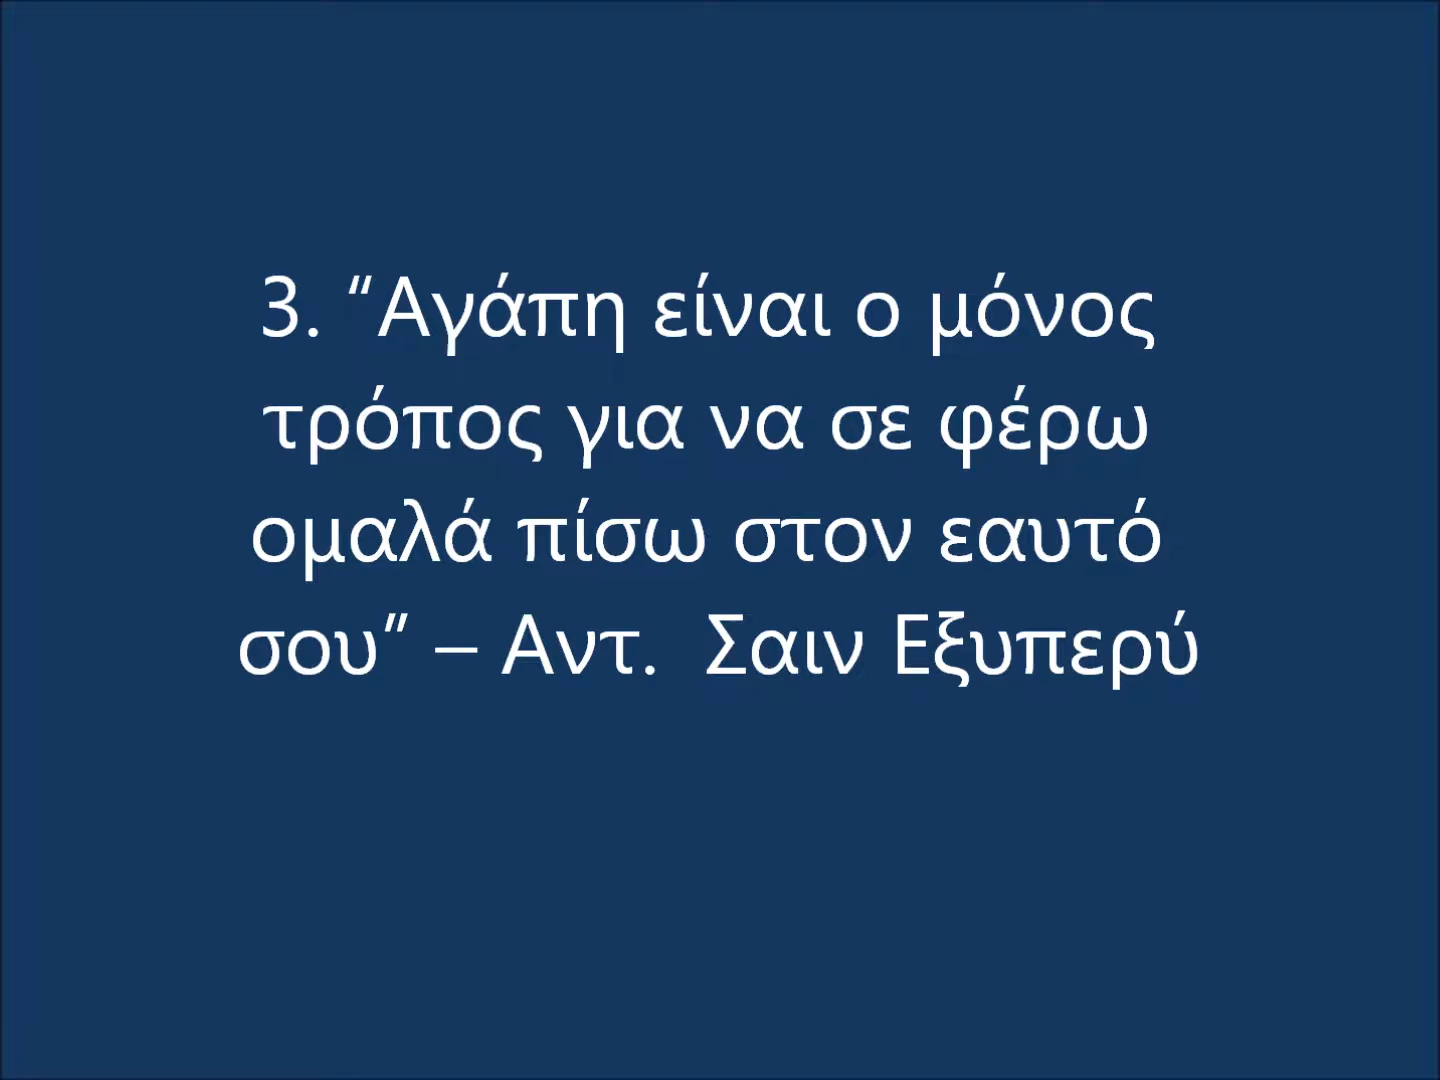 3. “Αγάπη είναι ο μόνος
τρόπος για να σε φέρω
ομαλά πίσω στον εαυτό
σου” – Αντ.  Σαιν Εξυπερύ